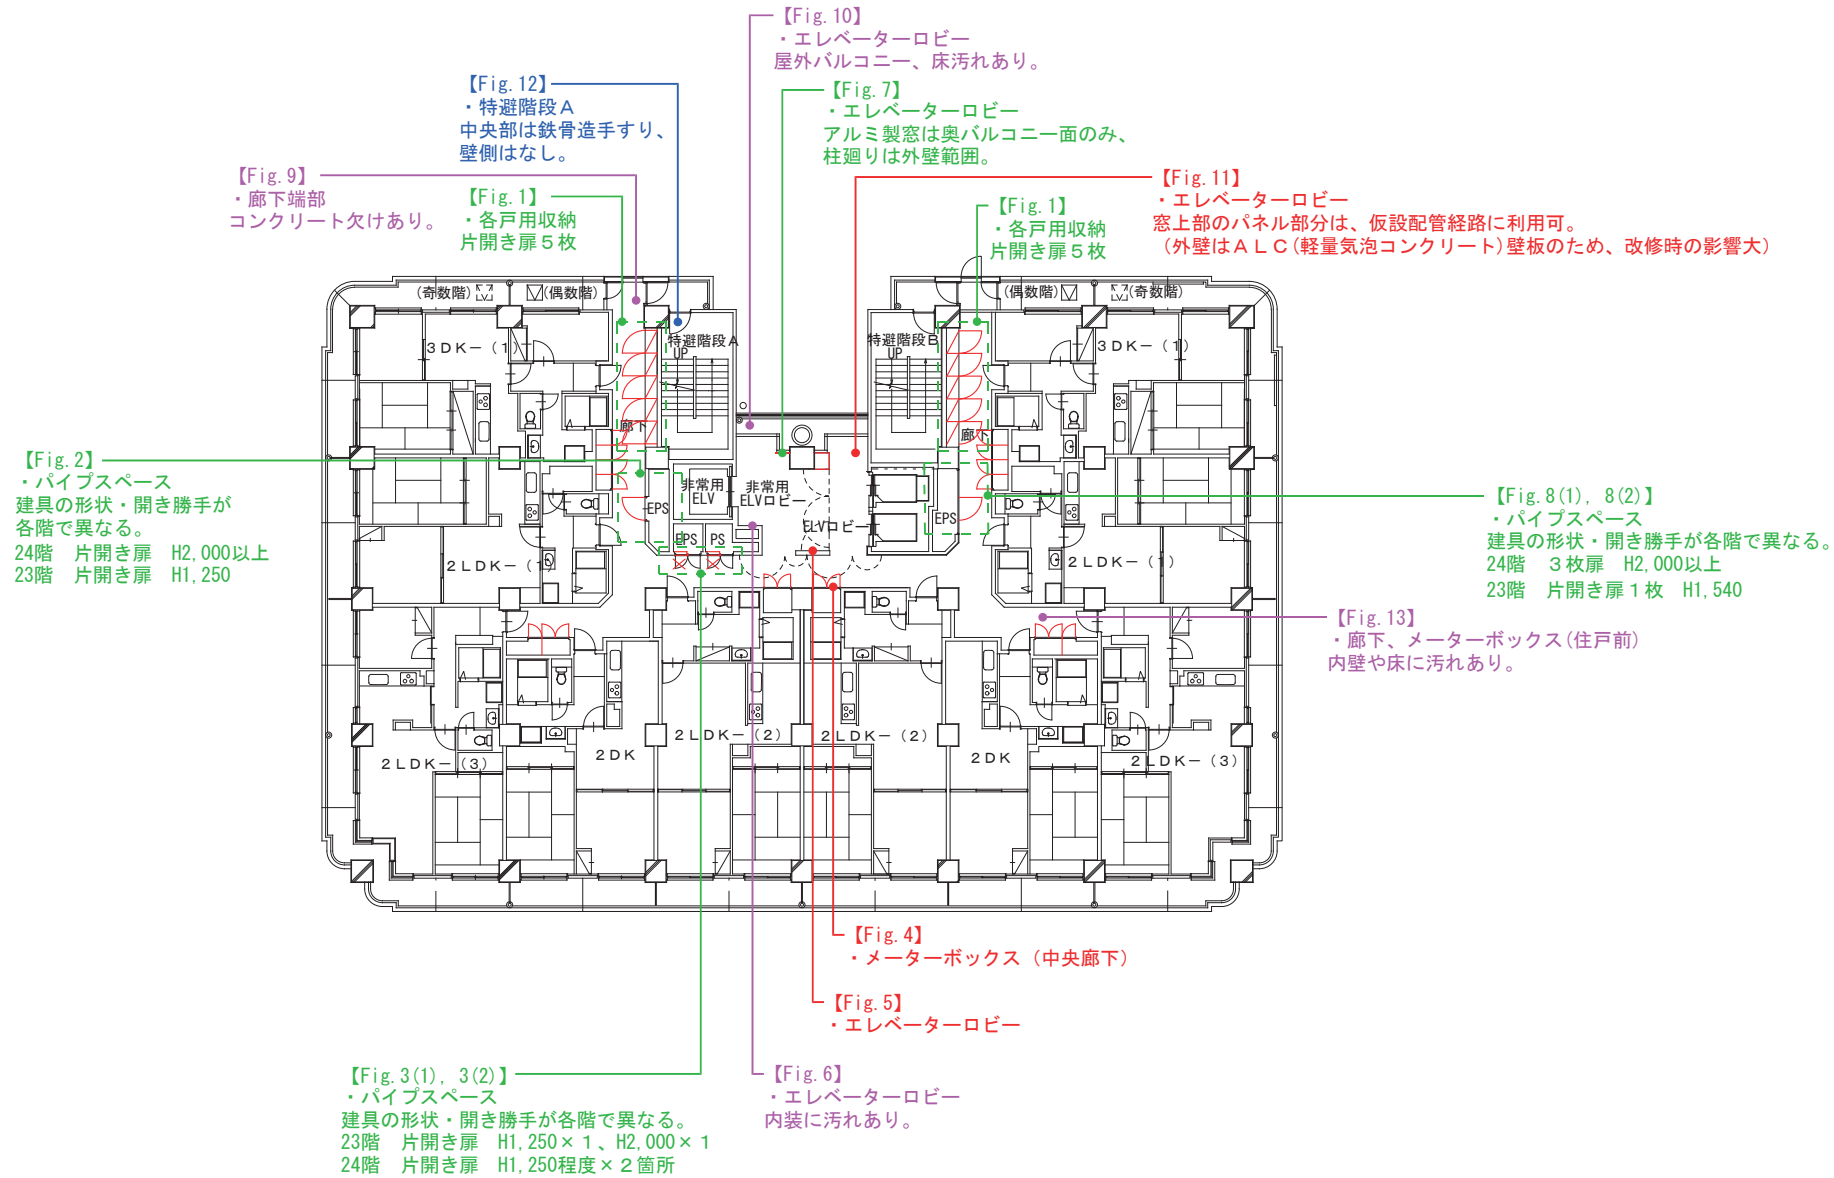 【Fig.10】
・エレベーターロビー
屋外バルコニー、床汚れあり。
【Fig.12】
・特避階段A
中央部は鉄骨造手すり、
壁側はなし。
【Fig.7】
・エレベーターロビー
アルミ製窓は奥バルコニー面のみ、
柱廻りは外壁範囲。
【Fig.9】
・廊下端部
コンクリート欠けあり。
【Fig.1】
・各戸用収納
片開き扉5枚
【Fig.1】
・各戸用収納
片開き扉5枚
【Fig.11】
・エレベーターロビー
窓上部のパネル部分は、仮設配管経路に利用可。
（外壁はＡＬＣ(軽量気泡コンクリート)壁板のため、改修時の影響大）
(奇数階)
(偶数階)
(偶数階)
(奇数階)
3DK－(1)
特避階段A
UP
特避階段B
UP
3DK－(1)
廊下
廊下
【Fig.2】
・パイプスペース
建具の形状・開き勝手が
各階で異なる。
24階　片開き扉　H2,000以上
23階　片開き扉　H1,250
EPS
非常用
ELV
非常用
ELVロビー
ELVロビー
EPS
EPS
PS
【Fig.8(1), 8(2)】
・パイプスペース
建具の形状・開き勝手が各階で異なる。
24階　3枚扉　H2,000以上
23階　片開き扉1枚　H1,540
2LDK－(1)
2LDK－(1)
【Fig.13】
・廊下、メーターボックス(住戸前)
内壁や床に汚れあり。
2LDK－(3)
2DK
2LDK－(2)
2LDK－(2)
2DK
2LDK－(3)
【Fig.4】
・メーターボックス（中央廊下）
【Fig.5】
・エレベーターロビー
【Fig.3(1), 3(2)】
・パイプスペース
建具の形状・開き勝手が各階で異なる。
23階　片開き扉　H1,250×1、H2,000×1
24階　片開き扉　H1,250程度×2箇所
【Fig.6】
・エレベーターロビー
内装に汚れあり。